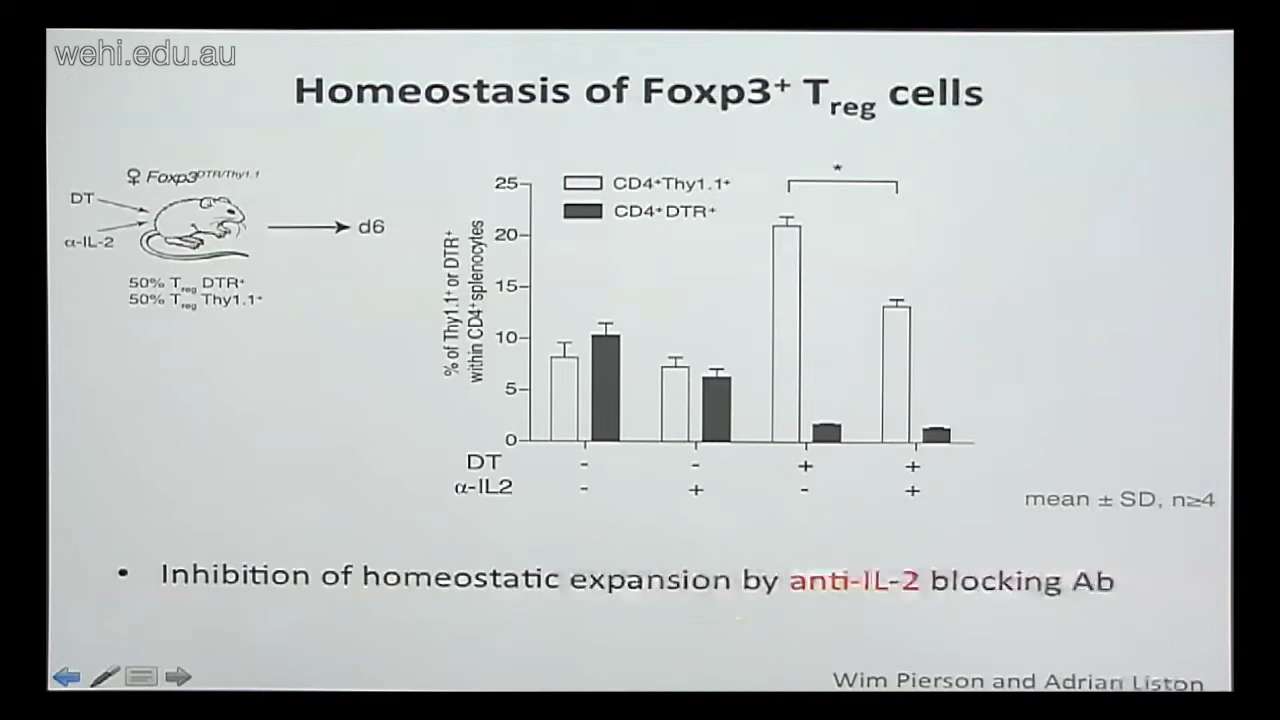 wehi.edu.au
Homeostasis of Foxp3⁺ Treg cells
♀ Foxp3DTR/Thy1.1
DT
α-IL-2
d6
50% Treg DTR⁺
50% Treg Thy1.1⁺
% of Thy1.1⁺ or DTR⁺
within CD4⁺ splenocytes
25
20
15
10
5
0
CD4⁺Thy1.1⁺
CD4⁺DTR⁺
*
DT - - + +
α-IL2 - + - +
mean ± SD, n≥4
• Inhibition of homeostatic expansion by anti-IL-2 blocking Ab
Wim Pierson and Adrian Liston